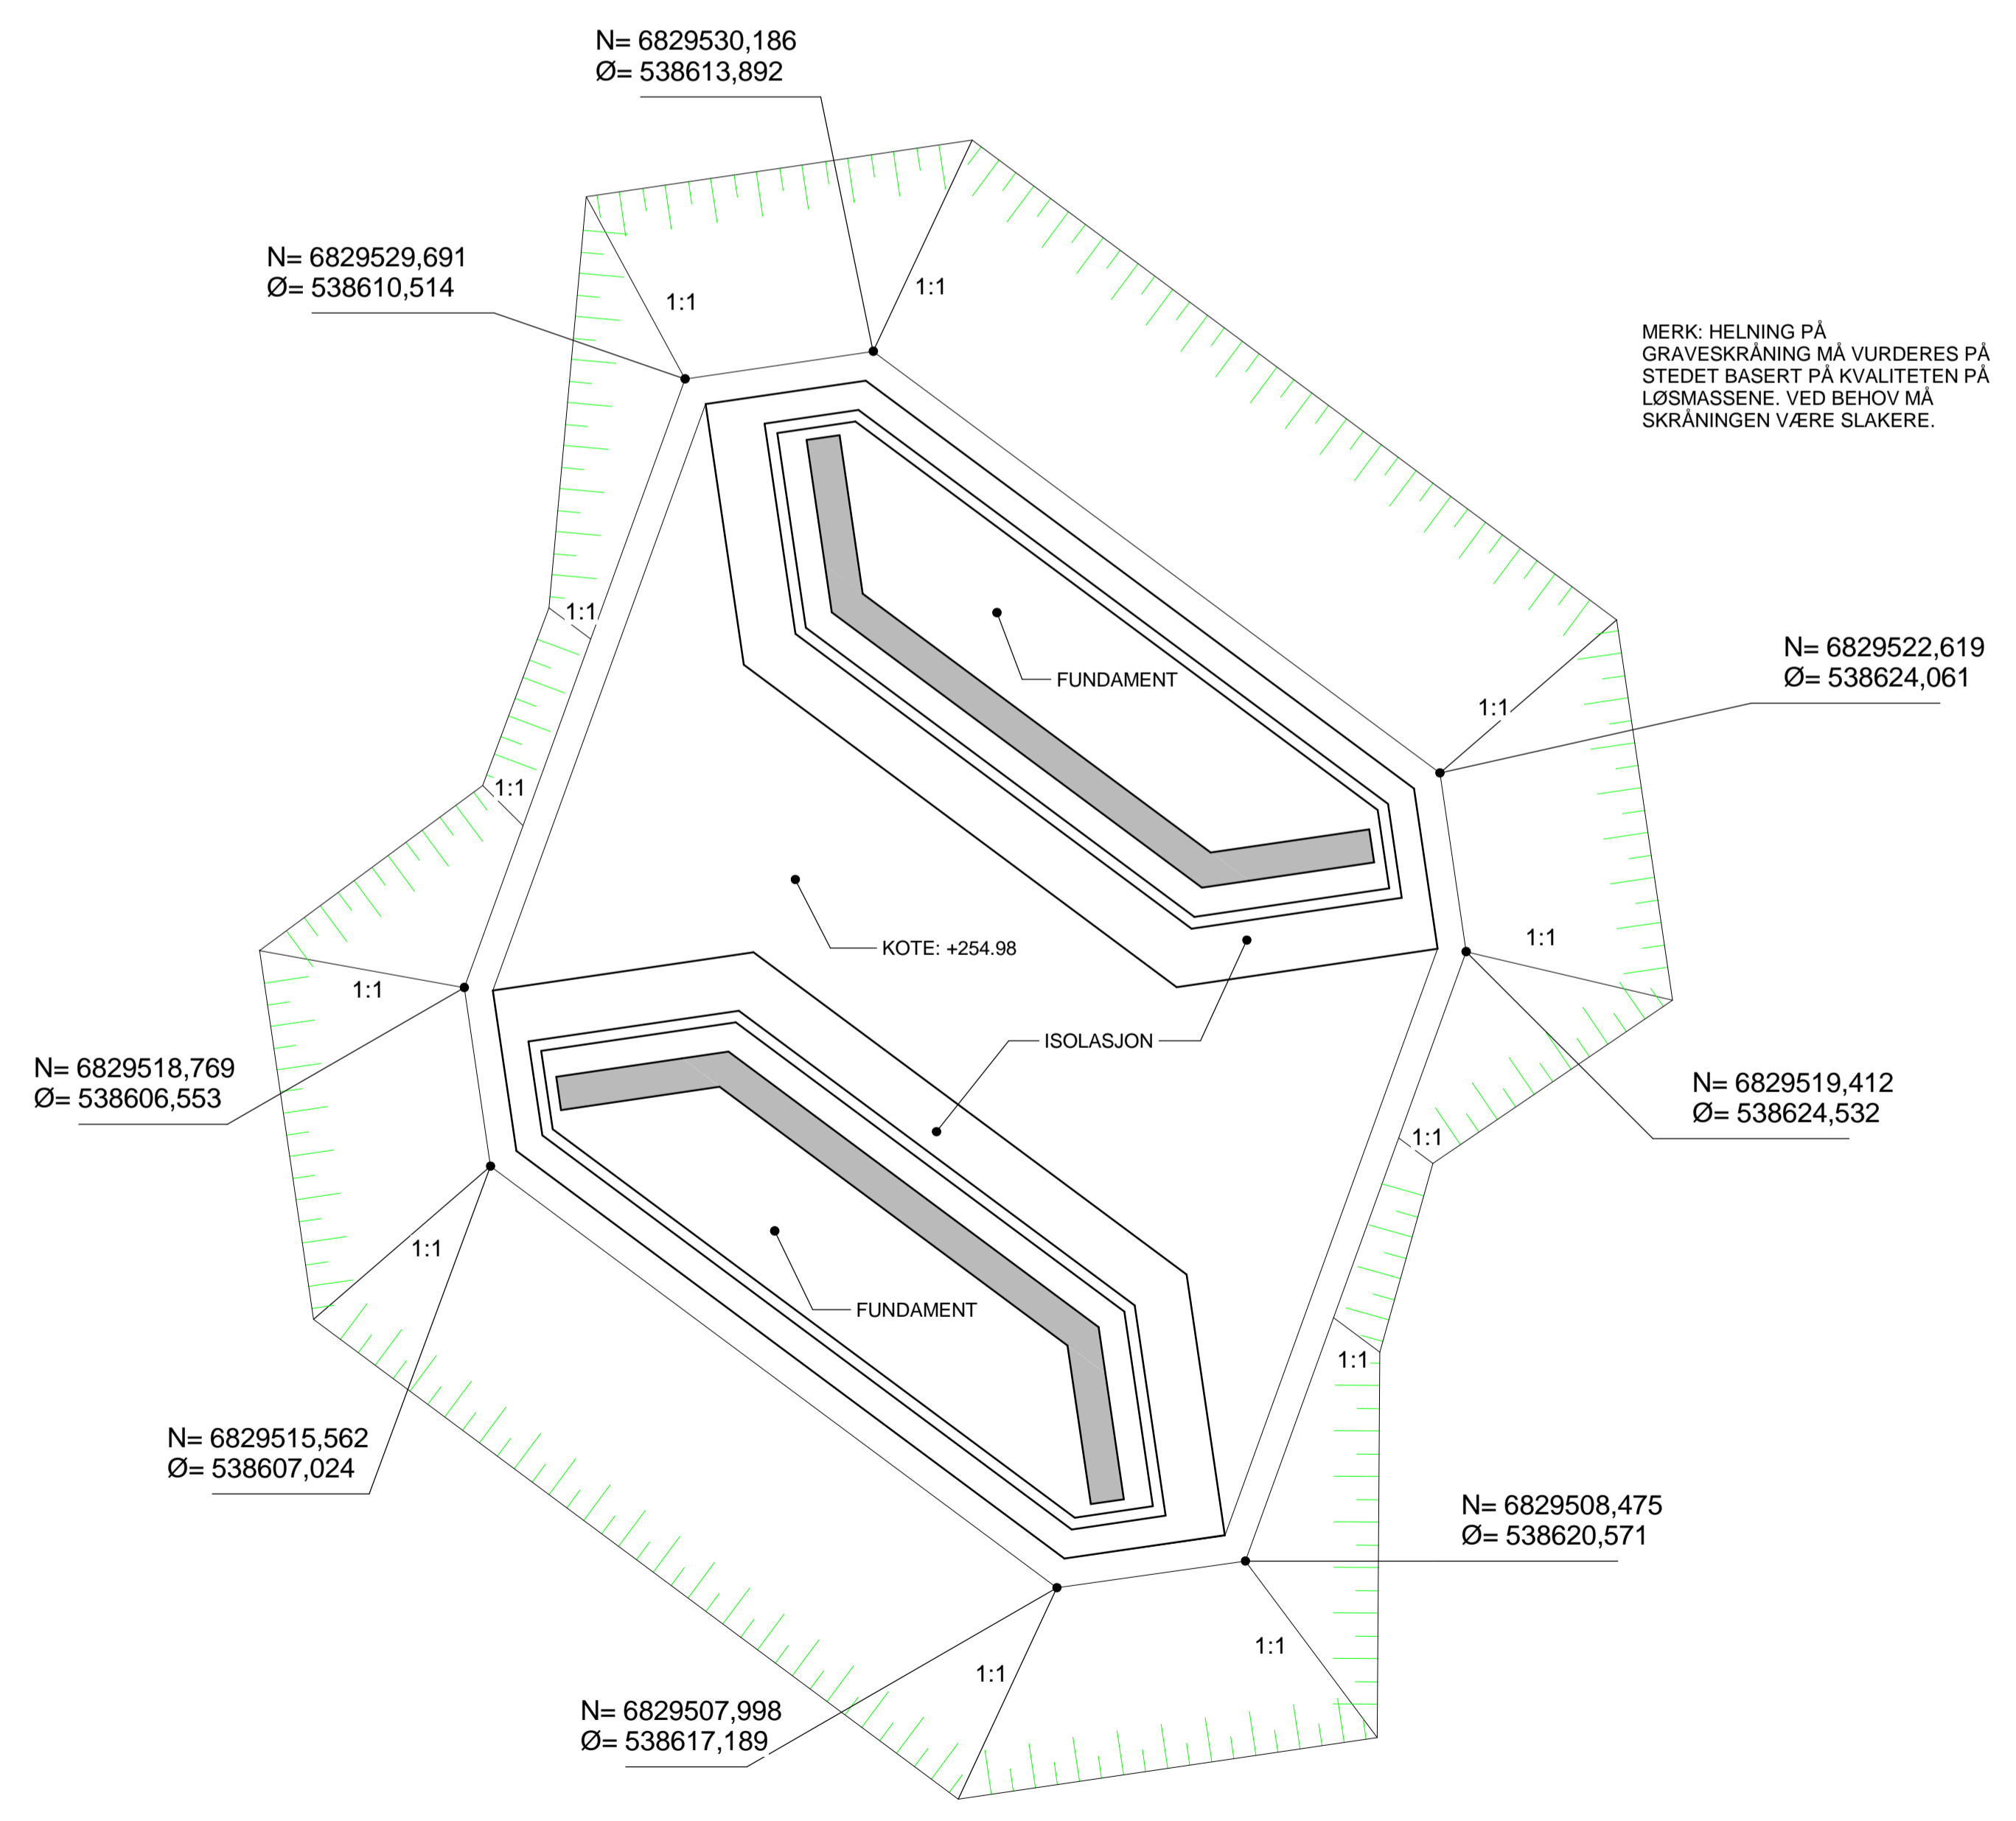 N= 6829530,186
Ø= 538613,892
N= 6829529,691
Ø= 538610,514
1:1
1:1
MERK: HELNING PÅ
GRAVESKRÅNING MÅ VURDERES PÅ
STEDET BASERT PÅ KVALITETEN PÅ
LØSMASSENE. VED BEHOV MÅ
SKRÅNINGEN VÆRE SLAKERE.
1:1
N= 6829522,619
Ø= 538624,061
FUNDAMENT
1:1
1:1
KOTE: +254.98
1:1
1:1
ISOLASJON
N= 6829518,769
Ø= 538606,553
N= 6829519,412
Ø= 538624,532
1:1
1:1
FUNDAMENT
1:1
N= 6829515,562
Ø= 538607,024
N= 6829508,475
Ø= 538620,571
1:1
1:1
N= 6829507,998
Ø= 538617,189